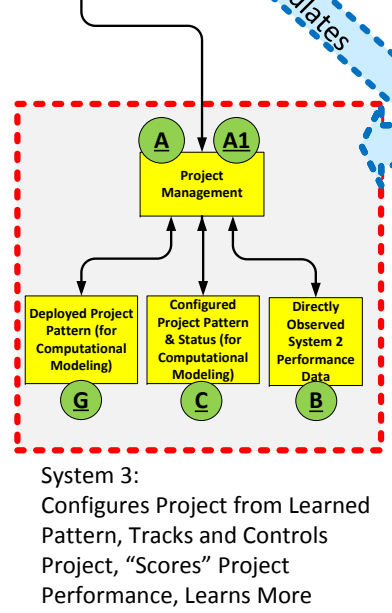 ulates
A
A1
Project
Management
Deployed Project
Pattern (for
Computational
Modeling)
Configured
Project Pattern
& Status (for
Computational
Modeling)
Directly
Observed
System 2
Performance
Data
G
C
B
System 3:
Configures Project from Learned
Pattern, Tracks and Controls
Project, “Scores” Project
Performance, Learns More